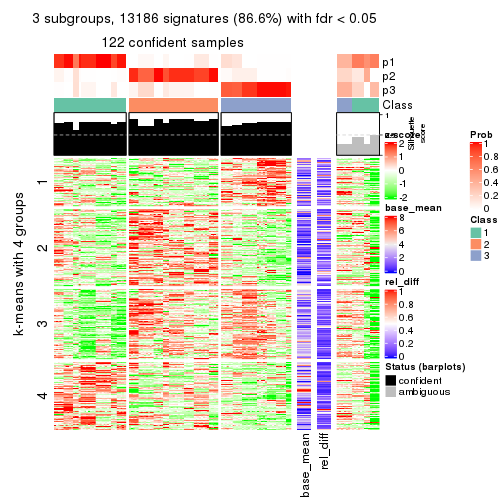 3 subgroups, 13186 signatures (86.6%) with fdr < 0.05
122 confident samples
p1
p2
p3
Class
1
Silhouette
score
k-means with 4 groups
1
2
3
4
base_mean
rel_diff
z-score
2
1
0
-1
-2
base_mean
8
6
4
2
0
rel_diff
1
0.8
0.6
0.4
0.2
0
Status (barplots)
confident
ambiguous
Prob
1
0.8
0.6
0.4
0.2
0
Class
1
2
3